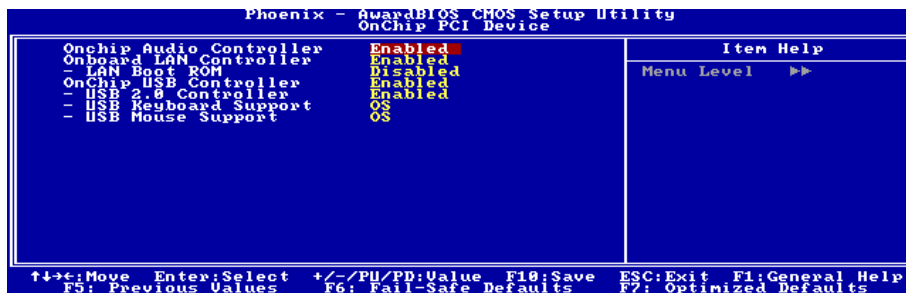 Phoenix - AwardBIOS CMOS Setup Utility
OnChip PCI Device
Onchip Audio Controller Enabled
Onboard LAN Controller Enabled
- LAN Boot ROM Disabled
OnChip USB Controller Enabled
- USB 2.0 Controller Enabled
- USB Keyboard Support OS
- USB Mouse Support OS
Item Help
Menu Level ▶▶
↑↓→←:Move Enter:Select +/-/PU/PD:Value F10:Save ESC:Exit F1:General Help
F5: Previous Values F6: Fail-Safe Defaults F7: Optimized Defaults